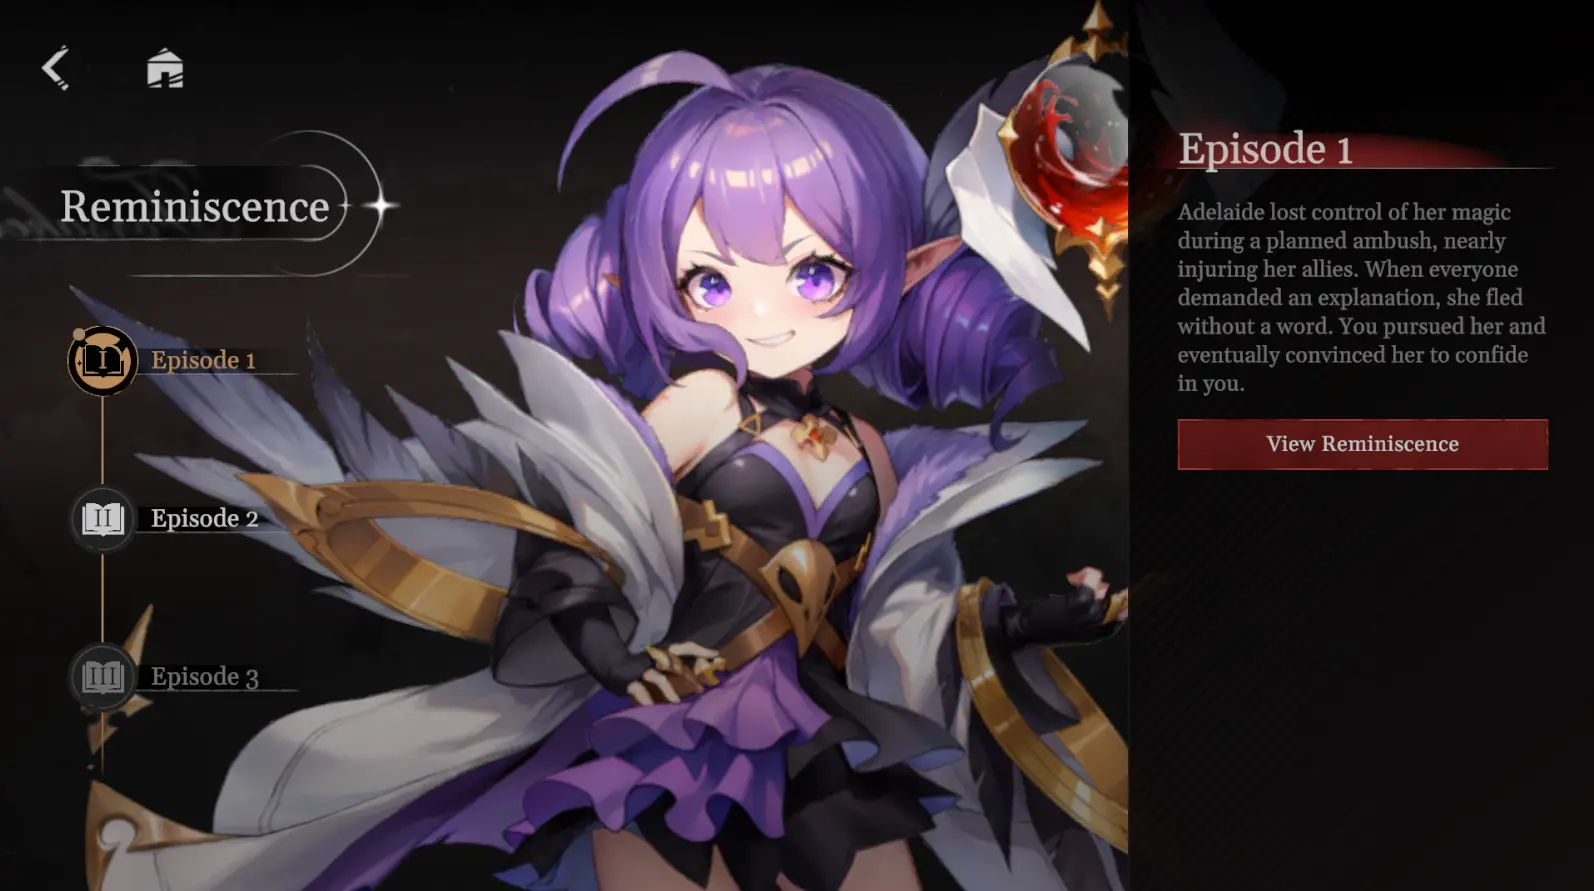 Reminiscence
I
Episode 1
II
Episode 2
III
Episode 3
Episode 1
Adelaide lost control of her magic
during a planned ambush, nearly
injuring her allies. When everyone
demanded an explanation, she fled
without a word. You pursued her and
eventually convinced her to confide
in you.
View Reminiscence